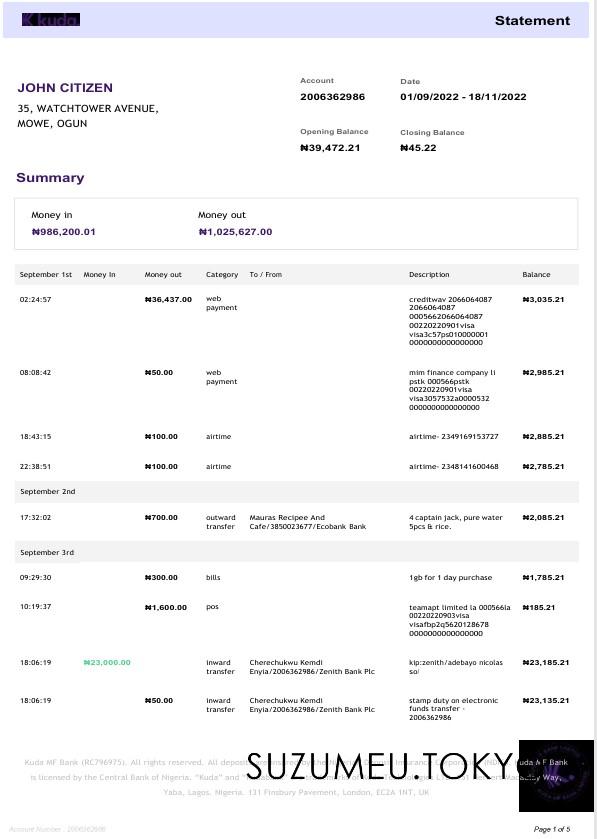 kuda.
Statement
JOHN CITIZEN
35, WATCHTOWER AVENUE,
MOWE, OGUN
Account
2006362986
Date
01/09/2022 - 18/11/2022
Opening Balance
₦39,472.21
Closing Balance
₦45.22
Summary
Money in
₦986,200.01
Money out
₦1,025,627.00
September 1st Money In Money out Category To / From Description Balance
02:24:57 ₦36,437.00 web payment creditwav 2066064087 ₦3,035.21
2066064087
0005662066064087
00220220901visa
visa3c57ps010000001
0000000000000000
08:08:42 ₦50.00 web payment mim finance company li ₦2,985.21
pstk 000566pstk
00220220901visa
visa3057532a0000532
0000000000000000
18:43:15 ₦100.00 airtime airtime- 2349169153727 ₦2,885.21
22:38:51 ₦100.00 airtime airtime- 2348141600468 ₦2,785.21
September 2nd
17:32:02 ₦700.00 outward transfer Mauras Recipee And Cafe/3850023677/Ecobank Bank 4 captain jack, pure water ₦2,085.21
5pcs & rice.
September 3rd
09:29:30 ₦300.00 bills 1gb for 1 day purchase ₦1,785.21
10:19:37 ₦1,600.00 pos teamapt limited la 000566la ₦185.21
00220220903visa
visafbp2q5620128678
0000000000000000
18:06:19 ₦23,000.00 inward transfer Cherechukwu Kemdi Enyia/2006362986/Zenith Bank Plc kip:zenith/adebayo nicolas ₦23,185.21
so/
18:06:19 ₦50.00 inward transfer Cherechukwu Kemdi Enyia/2006362986/Zenith Bank Plc stamp duty on electronic ₦23,135.21
funds transfer -
2006362986
SUZUMEU.TOKYO
Kuda MF Bank (RC796975). All rights reserved. All deposits are insured by the Insurance Corporation Kuda MF Bank
is licensed by the Central Bank of Nigeria. "Kuda" and Macaulay Way,
Yaba, Lagos, Nigeria. 131 Finsbury Pavement, London, EC2A 1NT, UK
Account Number : 2006362986
Page 1 of 5